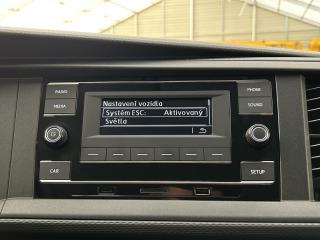 RADIO
PHONE
MEDIA
SOUND
Nastavení vozidla
Systém ESC: Aktivovaný
Světla
CAR
SETUP